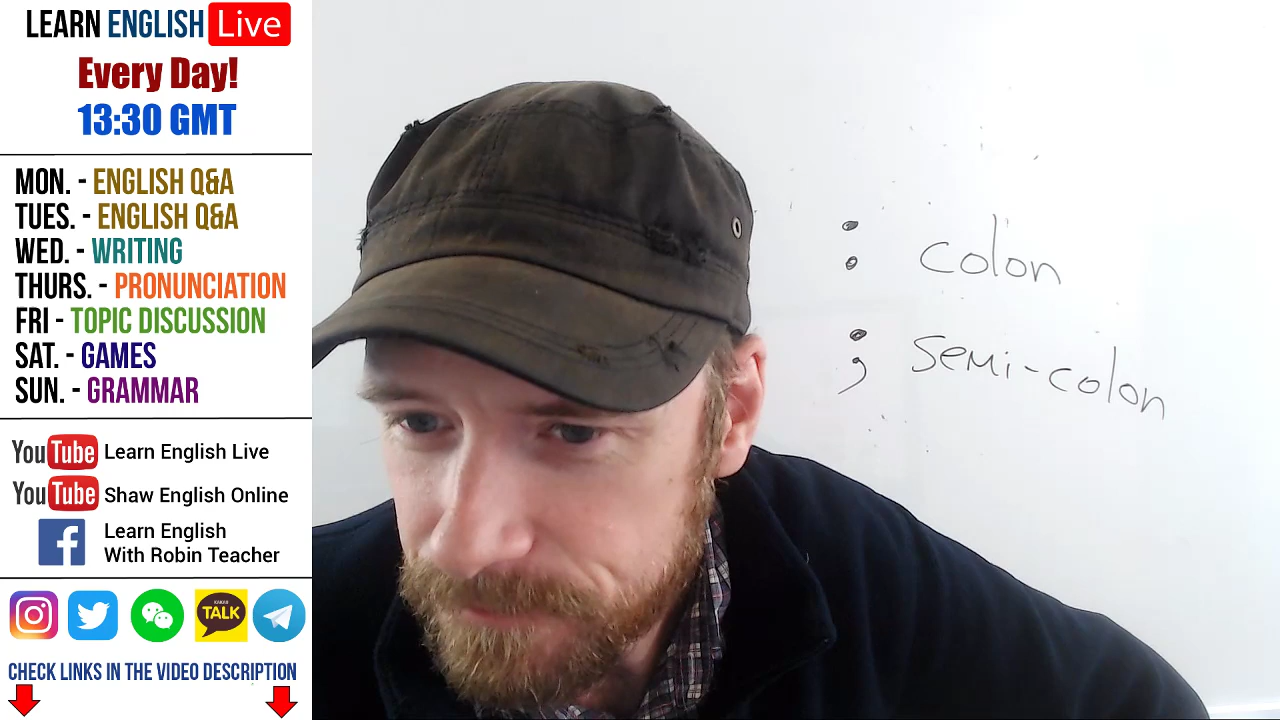 LEARN ENGLISH Live
Every Day!
13:30 GMT
MON. - ENGLISH Q&A
TUES. - ENGLISH Q&A
WED. - WRITING
THURS. - PRONUNCIATION
FRI - TOPIC DISCUSSION
SAT. - GAMES
SUN. - GRAMMAR
YouTube Learn English Live
YouTube Shaw English Online
f Learn English
With Robin Teacher
KAKAO
TALK
CHECK LINKS IN THE VIDEO DESCRIPTION
: colon
; semi-colon